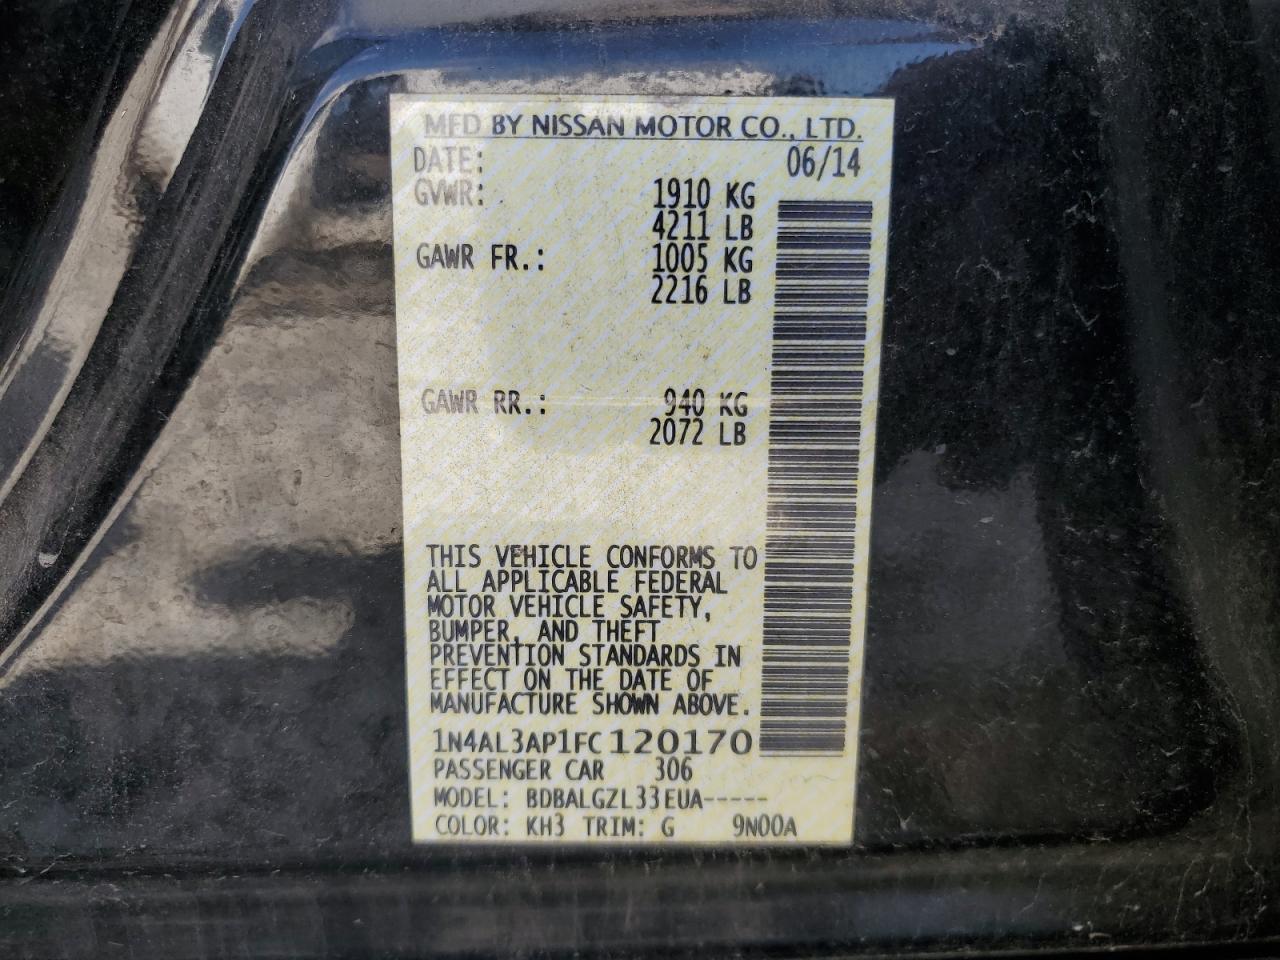 MFD BY NISSAN MOTOR CO., LTD.
DATE: 06/14
GVWR: 1910 KG
4211 LB
GAWR FR.: 1005 KG
2216 LB
GAWR RR.: 940 KG
2072 LB
THIS VEHICLE CONFORMS TO
ALL APPLICABLE FEDERAL
MOTOR VEHICLE SAFETY,
BUMPER, AND THEFT
PREVENTION STANDARDS IN
EFFECT ON THE DATE OF
MANUFACTURE SHOWN ABOVE.
1N4AL3AP1FC120170
PASSENGER CAR 306
MODEL: BDBALGZL33EUA-----
COLOR: KH3 TRIM: G 9N00A